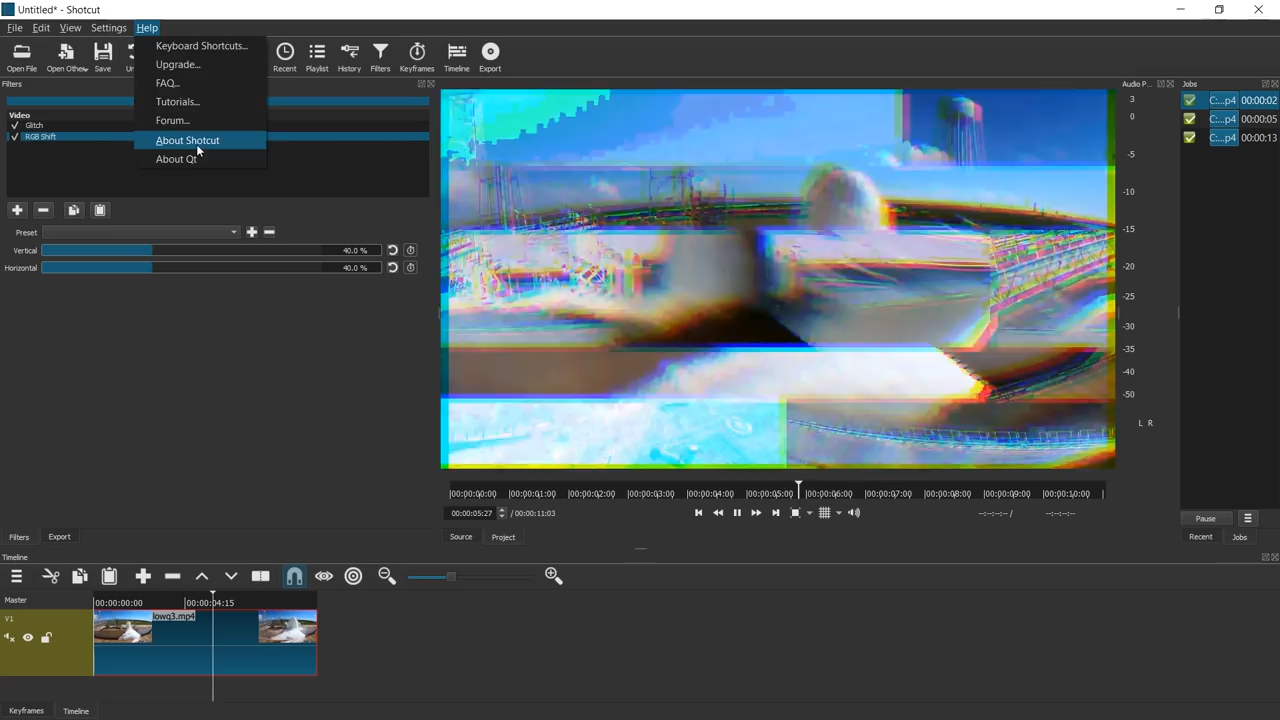 Untitled* - Shotcut
File Edit View Settings Help
Open File Open Other Save Un Recent Playlist History Filters Keyframes Timeline Export
Keyboard Shortcuts...
Upgrade...
FAQ...
Tutorials...
Forum...
About Shotcut
About Qt
Filters
Video
Glitch
RGB Shift
Preset
Vertical 40.0 %
Horizontal 40.0 %
Filters Export
Audio P...
3
0
-5
-10
-15
-20
-25
-30
-35
-40
-50
L R
Jobs
C:...p4 00:00:02
C:...p4 00:00:05
C:...p4 00:00:13
Pause
Recent Jobs
|00:00:00:00 |00:00:01:00 |00:00:02:00 |00:00:03:00 |00:00:04:00 |00:00:05:00 |00:00:06:00 |00:00:07:00 |00:00:08:00 |00:00:09:00 |00:00:10:00 |
00:00:05:27 / 00:00:11:03 --:--:--:-- / --:--:--:--
Source Project
Timeline
Master
00:00:00:00 00:00:04:15
V1
lowq3.mp4
Keyframes Timeline